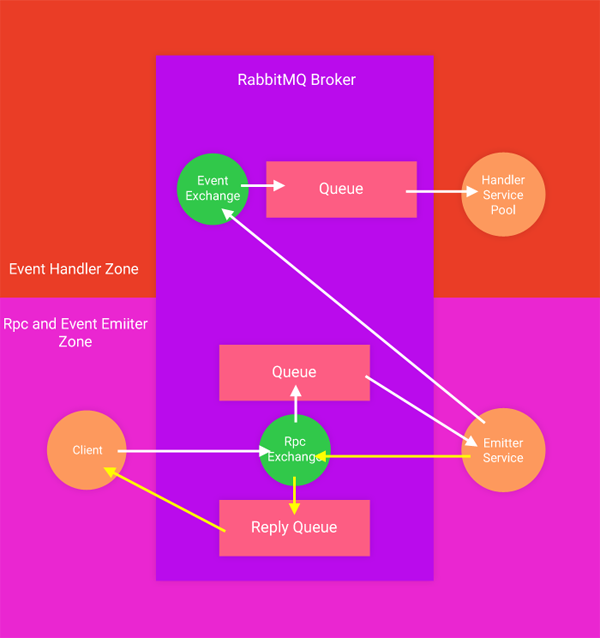 RabbitMQ Broker
Event
Exchange
Queue
Handler
Service
Pool
Event Handler Zone
Rpc and Event Emiiter
Zone
Queue
Client
Rpc
Exchange
Emitter
Service
Reply Queue